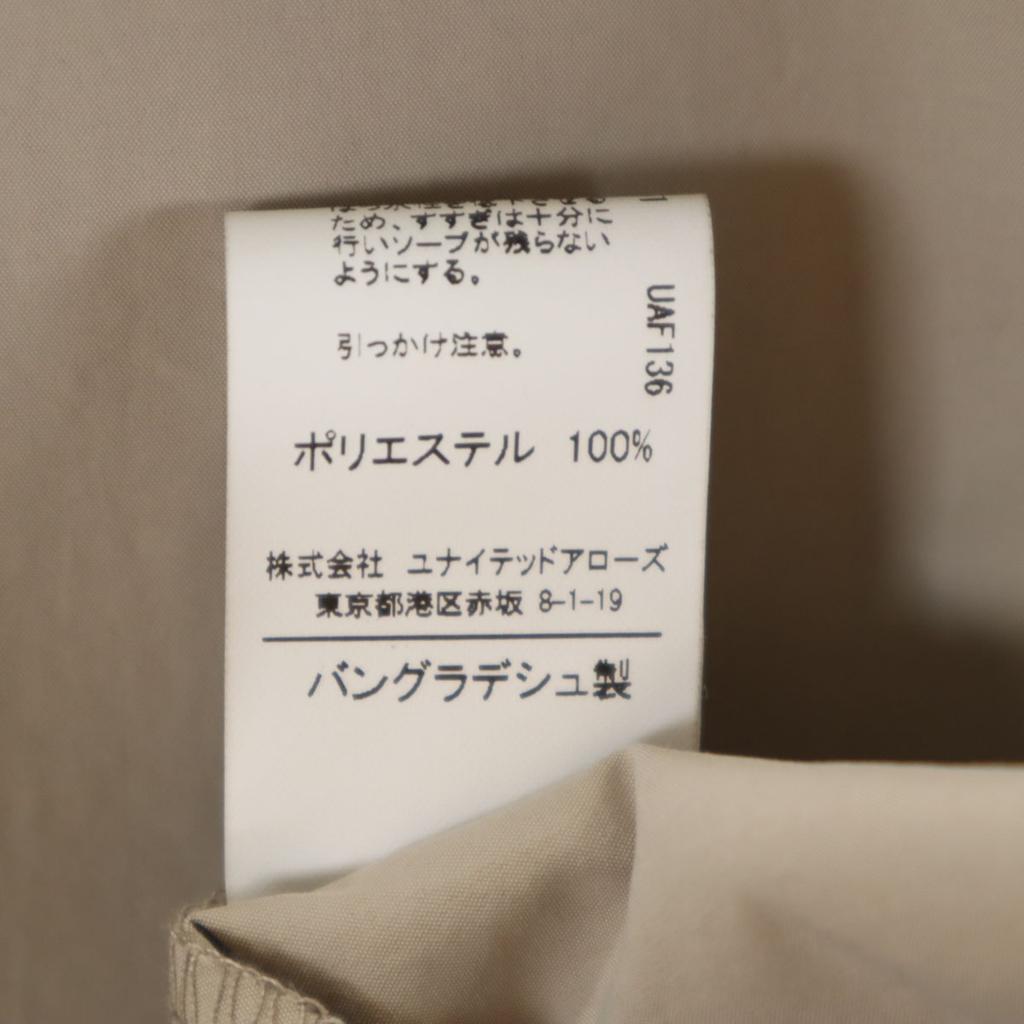 ため、すすぎは十分に
行いソープが残らない
ようにする。
引っかけ注意。
UAF136
ポリエステル 100%
株式会社 ユナイテッドアローズ
東京都港区赤坂 8-1-19
バングラデシュ製